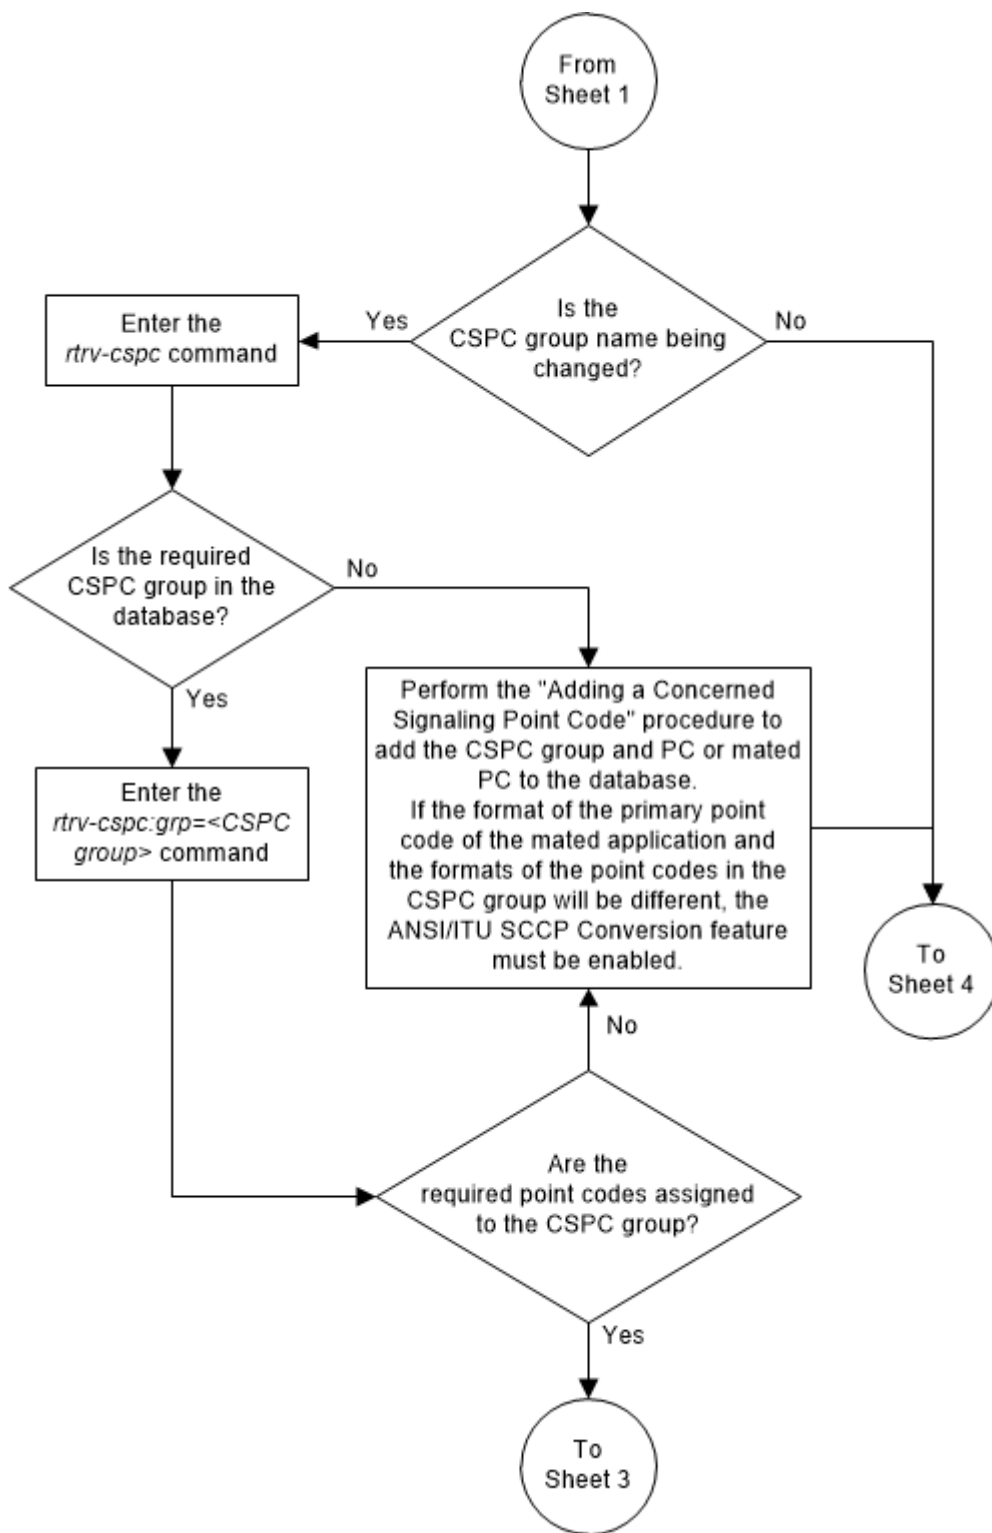 From
Sheet 1
Is the
CSPC group name being
changed?
Yes
No
Enter the
rtrv-cspc command
Is the required
CSPC group in the
database?
No
Yes
Perform the "Adding a Concerned
Signaling Point Code" procedure to
add the CSPC group and PC or mated
PC to the database.
If the format of the primary point
code of the mated application and
the formats of the point codes in the
CSPC group will be different, the
ANSI/ITU SCCP Conversion feature
must be enabled.
Enter the
rtrv-cspc:grp=<CSPC
group> command
To
Sheet 4
No
Are the
required point codes assigned
to the CSPC group?
Yes
To
Sheet 3